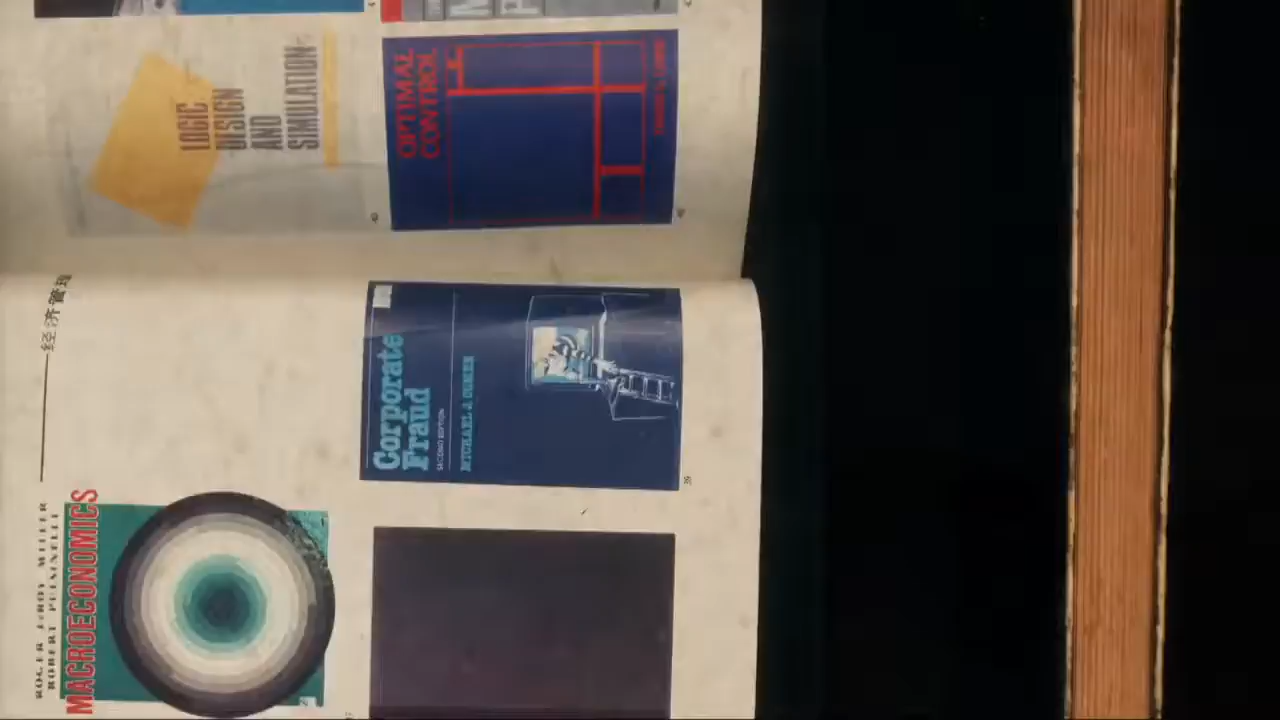 LOGIC
DESIGN
AND
SIMULATION
OPTIMAL
CONTROL
经济管理
Corporate
Fraud
SECOND EDITION
MICHAEL J. COMER
ROGER LeROY MILLER
ROBERT PULSINELLI
MACROECONOMICS